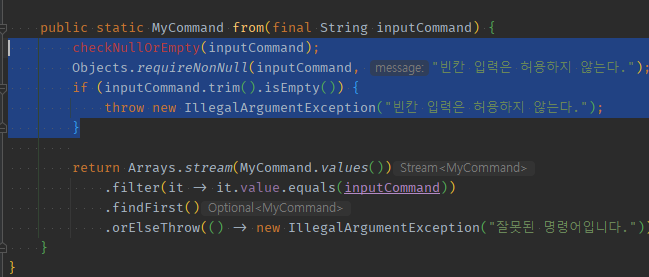 public static MyCommand from(final String inputCommand) {
checkNullOrEmpty(inputCommand);
Objects.requireNonNull(inputCommand, message: "빈칸 입력은 허용하지 않는다.");
if (inputCommand.trim().isEmpty()) {
throw new IllegalArgumentException("빈칸 입력은 허용하지 않는다.");
}
return Arrays.stream(MyCommand.values()) Stream<MyCommand>
.filter(it -> it.value.equals(inputCommand))
.findFirst() Optional<MyCommand>
.orElseThrow(() -> new IllegalArgumentException("잘못된 명령어입니다."))
}
}